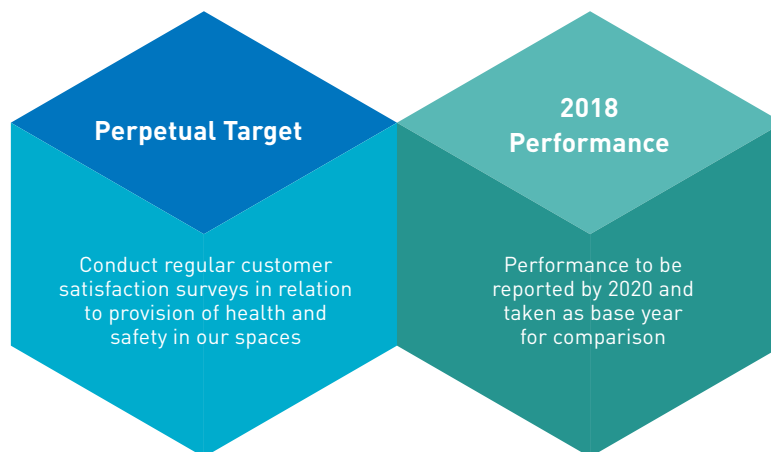 Perpetual Target
Conduct regular customer
satisfaction surveys in relation
to provision of health and
safety in our spaces
2018
Performance
Performance to be
reported by 2020 and
taken as base year
for comparison